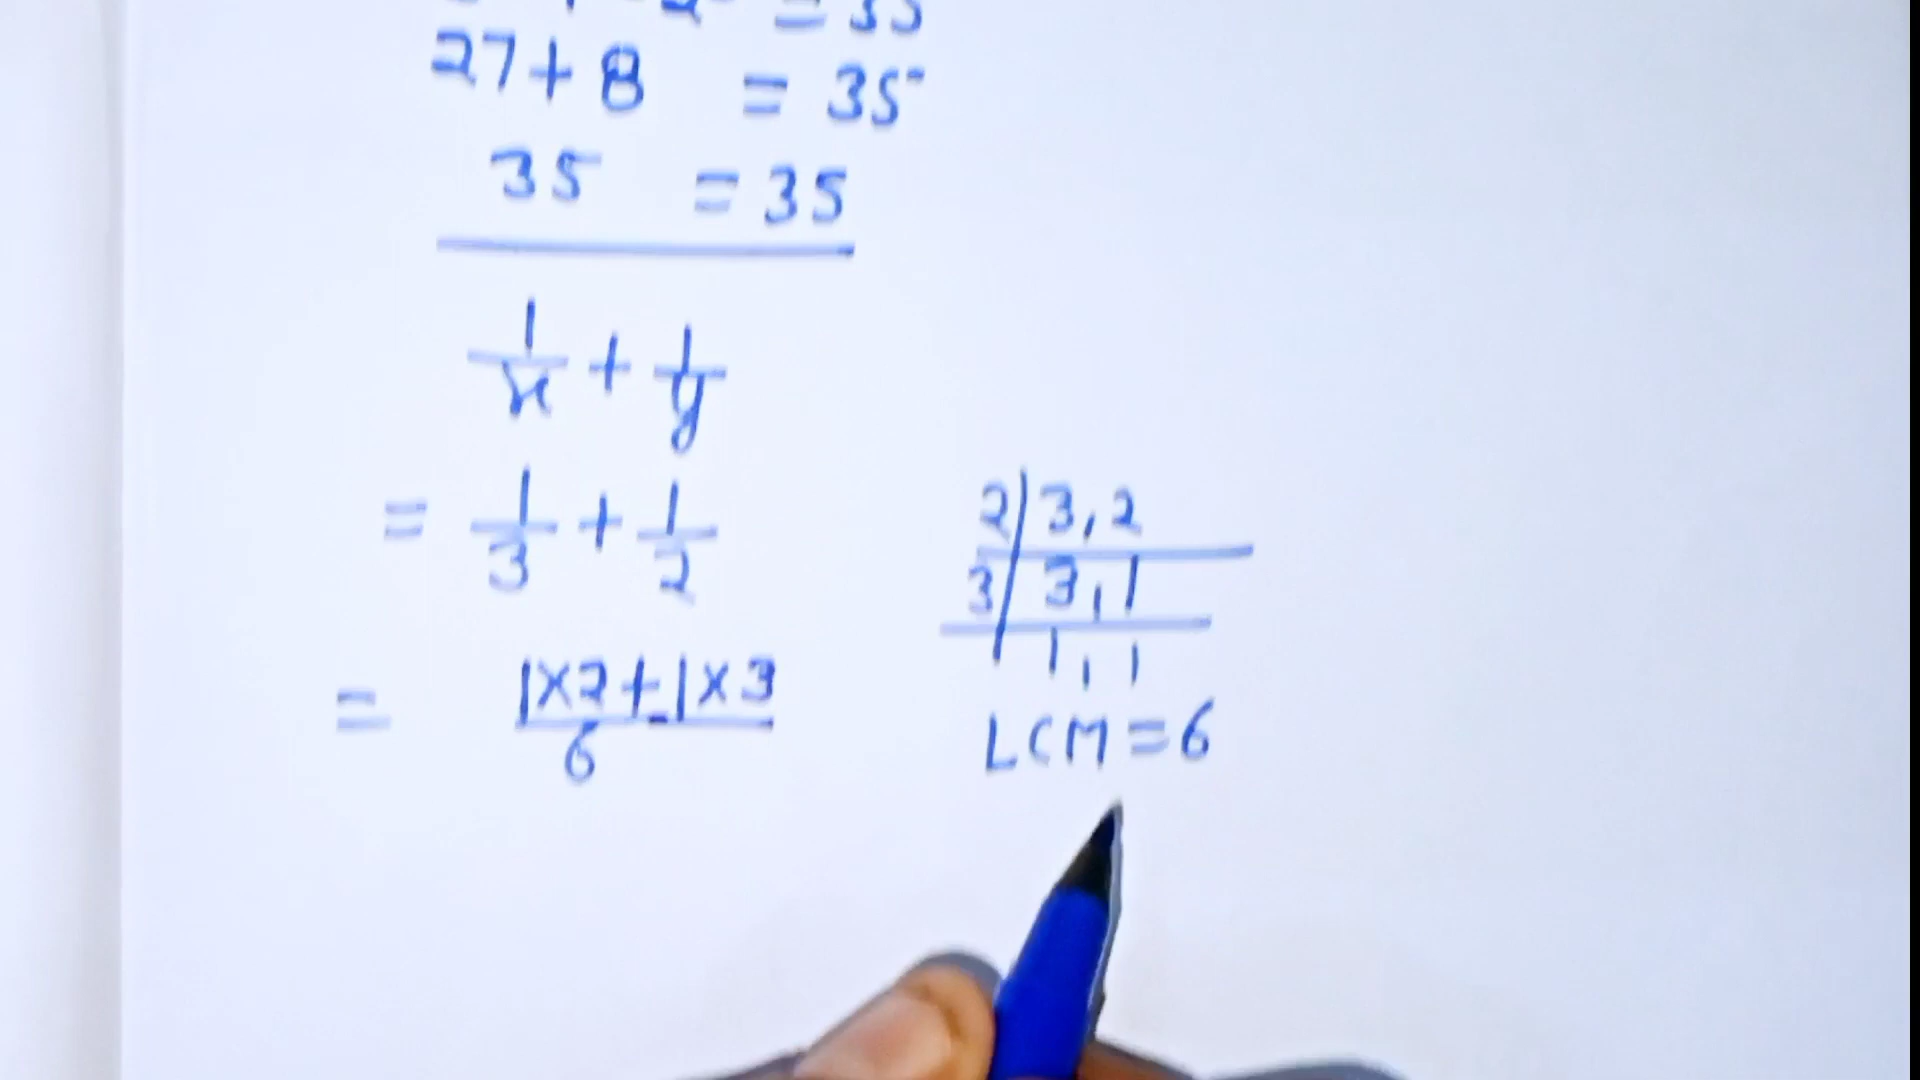 = 35
27 + 8 = 35
35 = 35
1/x + 1/y
= 1/3 + 1/2
= 1×2+1×3/6
2 | 3, 2
3 | 3, 1
1, 1
LCM = 6